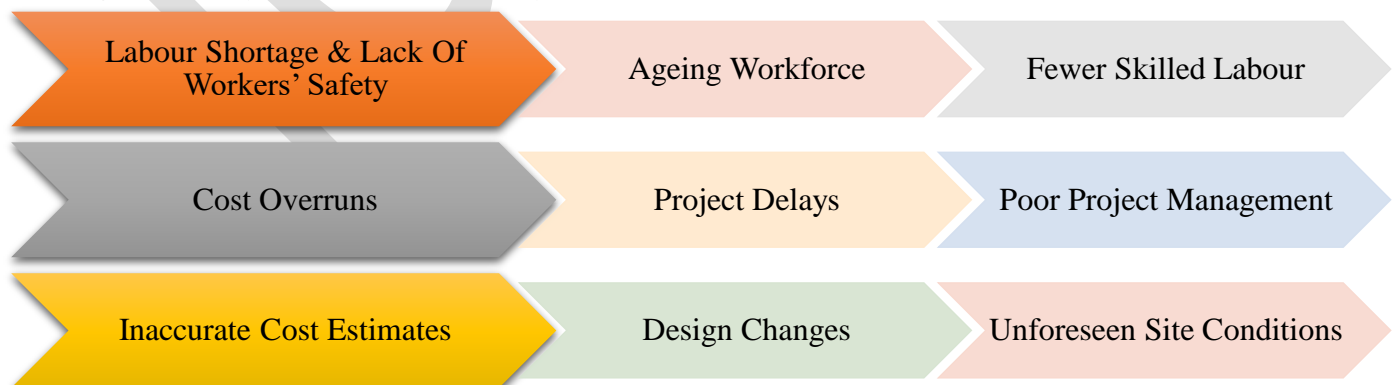 Labour Shortage & Lack Of
Workers' Safety
Ageing Workforce
Fewer Skilled Labour
Cost Overruns
Project Delays
Poor Project Management
Inaccurate Cost Estimates
Design Changes
Unforeseen Site Conditions